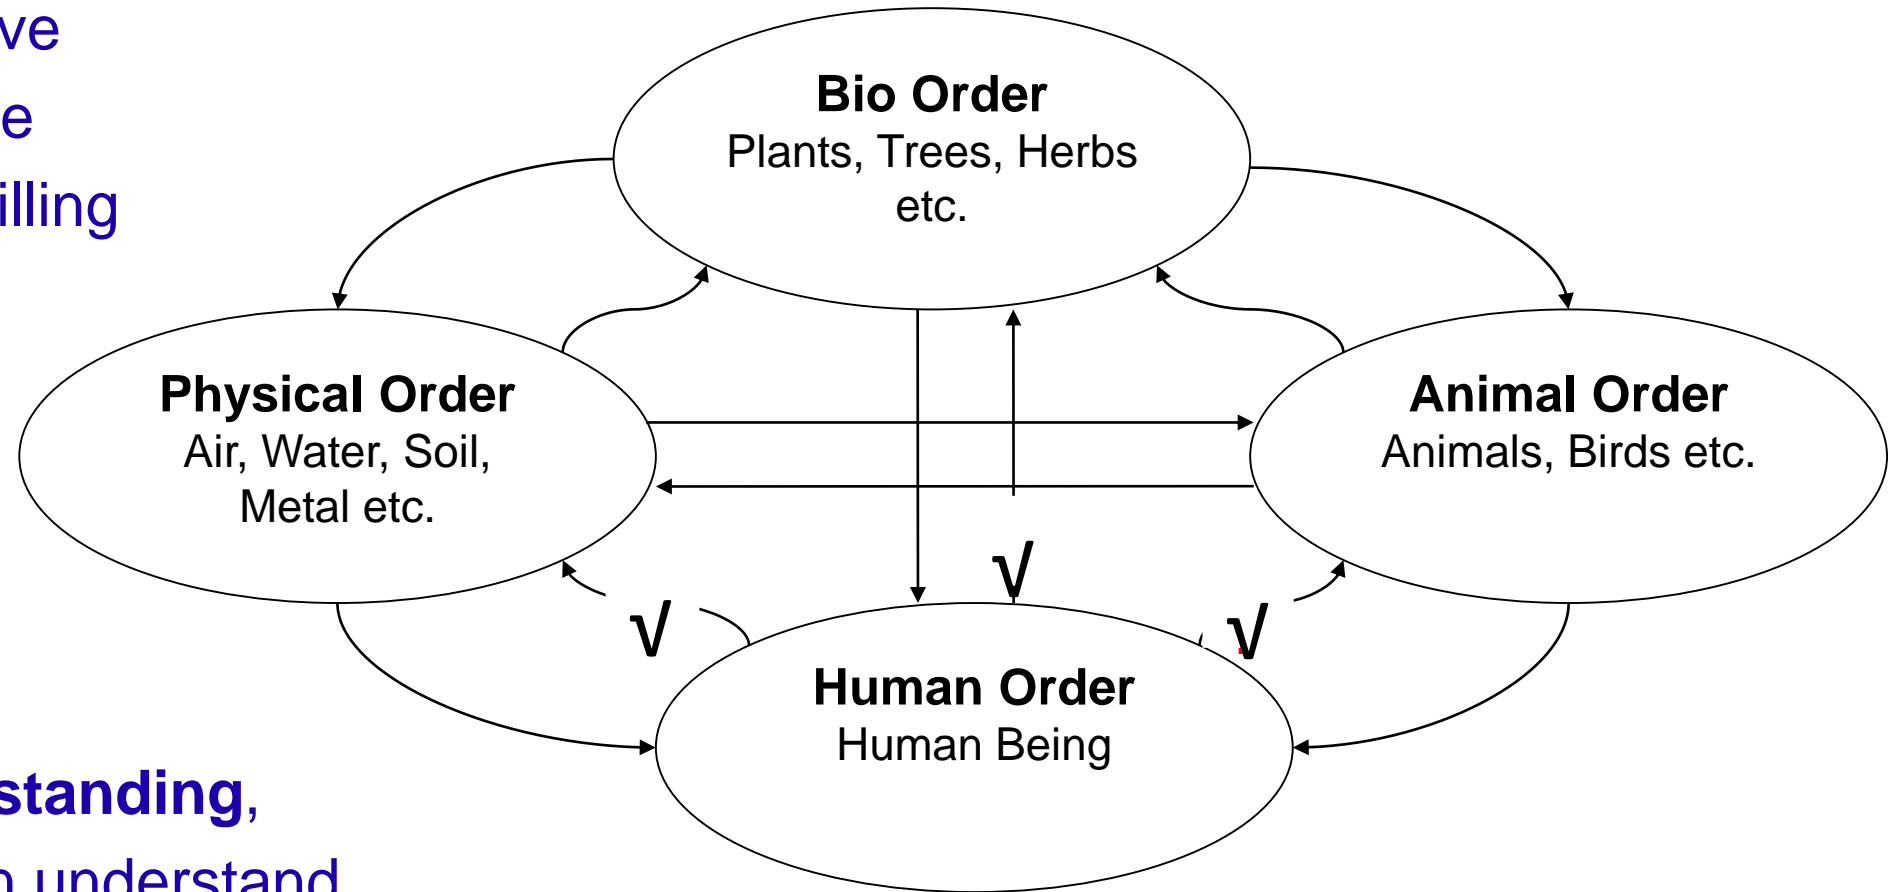 ve
e
illing
Bio Order
Plants, Trees, Herbs
etc.
Physical Order
Air, Water, Soil,
Metal etc.
Animal Order
Animals, Birds etc.
√
√
√
Human Order
Human Being
standing,
n understand